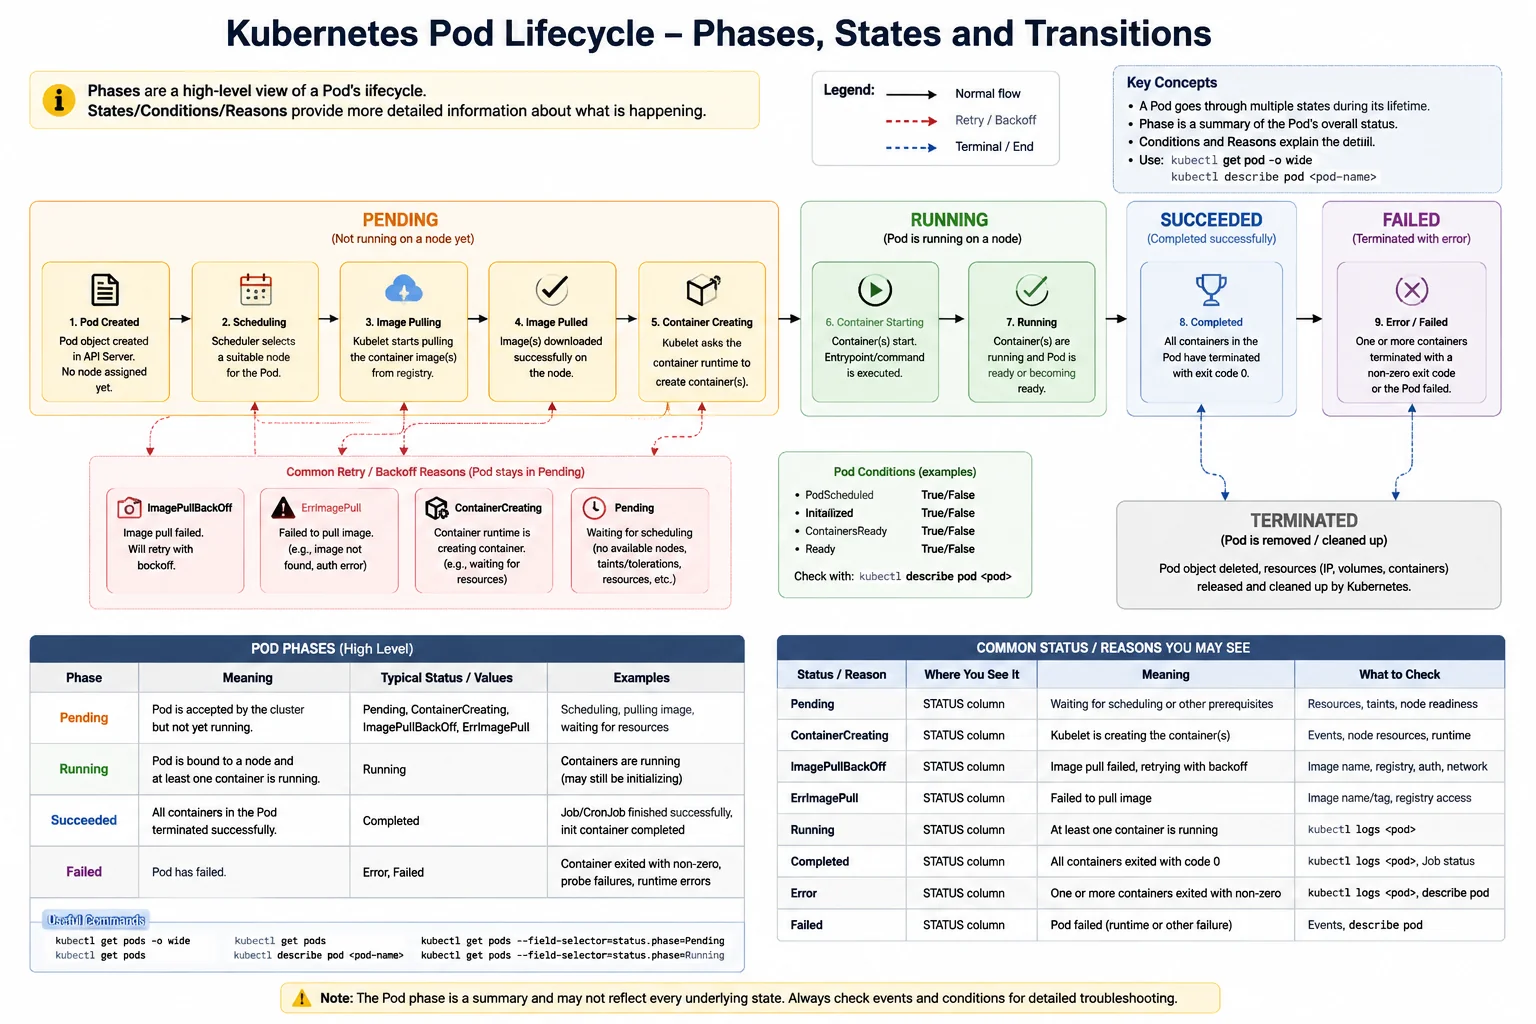 Kubernetes Pod Lifecycle – Phases, States and Transitions
Phases are a high-level view of a Pod's lifecycle.
States/Conditions/Reasons provide more detailed information about what is happening.
Legend:
Normal flow
Retry / Backoff
Terminal / End
Key Concepts
• A Pod goes through multiple states during its lifetime.
• Phase is a summary of the Pod's overall status.
• Conditions and Reasons explain the detail.
• Use: kubectl get pod -o wide
kubectl describe pod <pod-name>
PENDING
(Not running on a node yet)
1. Pod Created
Pod object created
in API Server.
No node assigned
yet.
2. Scheduling
Scheduler selects
a suitable node
for the Pod.
3. Image Pulling
Kubelet starts pulling
the container image(s)
from registry.
4. Image Pulled
Image(s) downloaded
successfully on
the node.
5. Container Creating
Kubelet asks the
container runtime to
create container(s).
RUNNING
(Pod is running on a node)
6. Container Starting
Container(s) start.
Entrypoint/command
is executed.
7. Running
Container(s) are
running and Pod is
ready or becoming
ready.
SUCCEEDED
(Completed successfully)
8. Completed
All containers in the
Pod have terminated
with exit code 0.
FAILED
(Terminated with error)
9. Error / Failed
One or more containers
terminated with a
non-zero exit code
or the Pod failed.
Common Retry / Backoff Reasons (Pod stays in Pending)
ImagePullBackOff
Image pull failed.
Will retry with
bockoff.
ErrImagePull
Failed to pull image.
(e.g., image not
found, auth error)
ContainerCreating
Container runtime is
creating container.
(e.g., waiting for
resources)
Pending
Waiting for scheduling
(no available nodes,
taints/tolerations,
resources, etc.)
Pod Conditions (examples)
• PodScheduled True/False
• Initailized True/False
• ContainersReady True/False
• Ready True/False
Check with: kubectl describe pod <pod>
TERMINATED
(Pod is removed / cleaned up)
Pod object deleted, resources (IP, volumes, containers)
released and cleaned up by Kubernetes.
POD PHASES (High Level)
Phase Meaning Typical Status / Values Examples
Pending
Pod is accepted by the cluster
but not yet running.
Pending, ContainerCreating,
ImagePullBackOff, ErrImagePull
Scheduling, pulling image,
waiting for resources
Running
Pod is bound to a node and
at least one container is running.
Running
Containers are running
(may still be initializing)
Succeeded
All containers in the Pod
terminated successfully.
Completed
Job/CronJob finished successfully,
init container completed
Failed
Pod has failed.
Error, Failed
Container exited with non-zero,
probe failures, runtime errors
Useful Commands
kubectl get pods -o wide kubectl get pods kubectl get pods --field-selector=status.phase=Pending
kubectl get pods kubectl describe pod <pod-name> kubectl get pods --field-selector=status.phase=Running
COMMON STATUS / REASONS YOU MAY SEE
Status / Reason Where You See It Meaning What to Check
Pending STATUS column Waiting for scheduling or other prerequisites Resources, taints, node readiness
ContainerCreating STATUS column Kubelet is creating the container(s) Events, node resources, runtime
ImagePullBackOff STATUS column Image pull failed, retrying with backoff Image name, registry, auth, network
ErrImagePull STATUS column Failed to pull image Image name/tag, registry access
Running STATUS column At least one container is running kubectl logs <pod>
Completed STATUS column All containers exited with code 0 kubectl logs <pod>, Job status
Error STATUS column One or more containers exited with non-zero kubectl logs <pod>, describe pod
Failed STATUS column Pod failed (runtime or other failure) Events, describe pod
Note: The Pod phase is a summary and may not reflect every underlying state. Always check events and conditions for detailed troubleshooting.